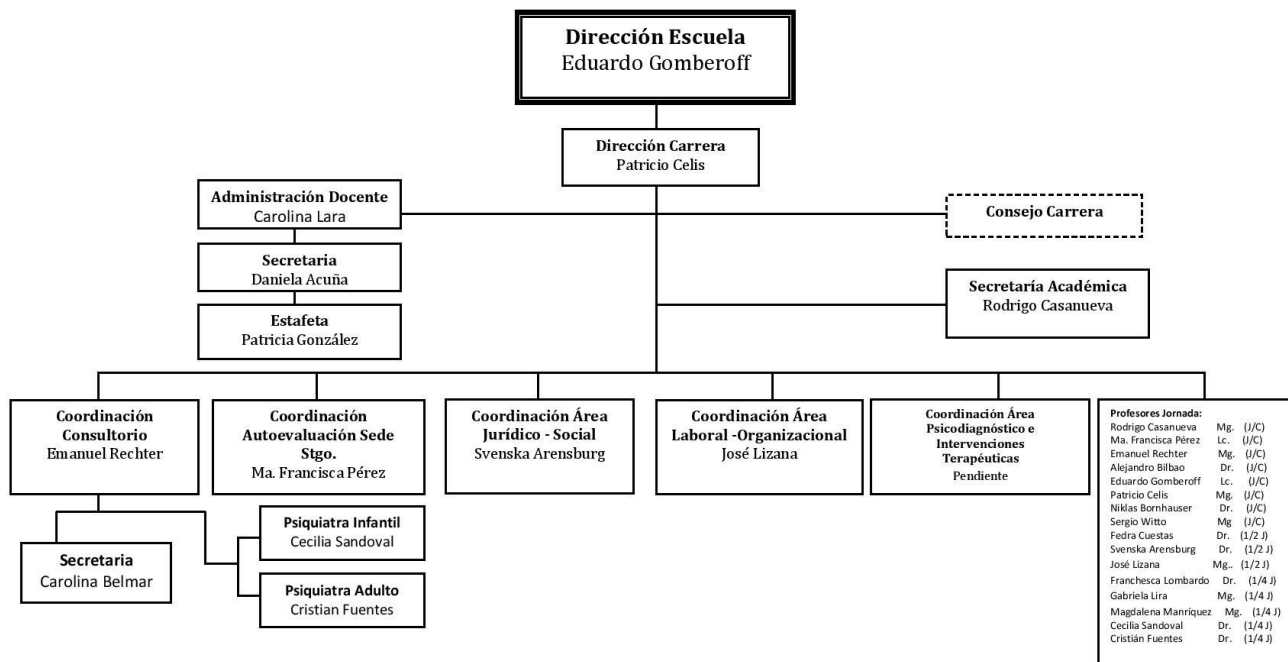 Dirección Escuela
Eduardo Gomberoff
Dirección Carrera
Patricio Celis
Administración Docente
Carolina Lara
Consejo Carrera
Secretaria
Daniela Acuña
Secretaría Académica
Rodrigo Casanueva
Estafeta
Patricia González
Coordinación
Consultorio
Emanuel Rechter
Coordinación
Autoevaluación Sede
Stgo.
Ma. Francisca Pérez
Coordinación Área
Jurídico - Social
Svenska Arensburg
Coordinación Área
Laboral -Organizacional
José Lizana
Coordinación Área
Psicodiagnóstico e
Intervenciones
Terapéuticas
Pendiente
Profesores Jornada:
Rodrigo Casanueva Mg. (J/C)
Ma. Francisca Pérez Lc. (J/C)
Emanuel Rechter Mg. (J/C)
Alejandro Bilbao Dr. (J/C)
Eduardo Gomberoff Lc. (J/C)
Patricio Celis Mg. (J/C)
Niklas Bornhauser Dr. (J/C)
Sergio Witto Mg (J/C)
Fedra Cuestas Dr. (1/2 J)
Svenska Arensburg Dr. (1/2 J)
José Lizana Mg.. (1/2 J)
Franchesca Lombardo Dr. (1/4 J)
Gabriela Lira Mg. (1/4 J)
Magdalena Manríquez Mg. (1/4 J)
Cecilia Sandoval Dr. (1/4 J)
Cristián Fuentes Dr. (1/4 J)
Secretaria
Carolina Belmar
Psiquiatra Infantil
Cecilia Sandoval
Psiquiatra Adulto
Cristian Fuentes